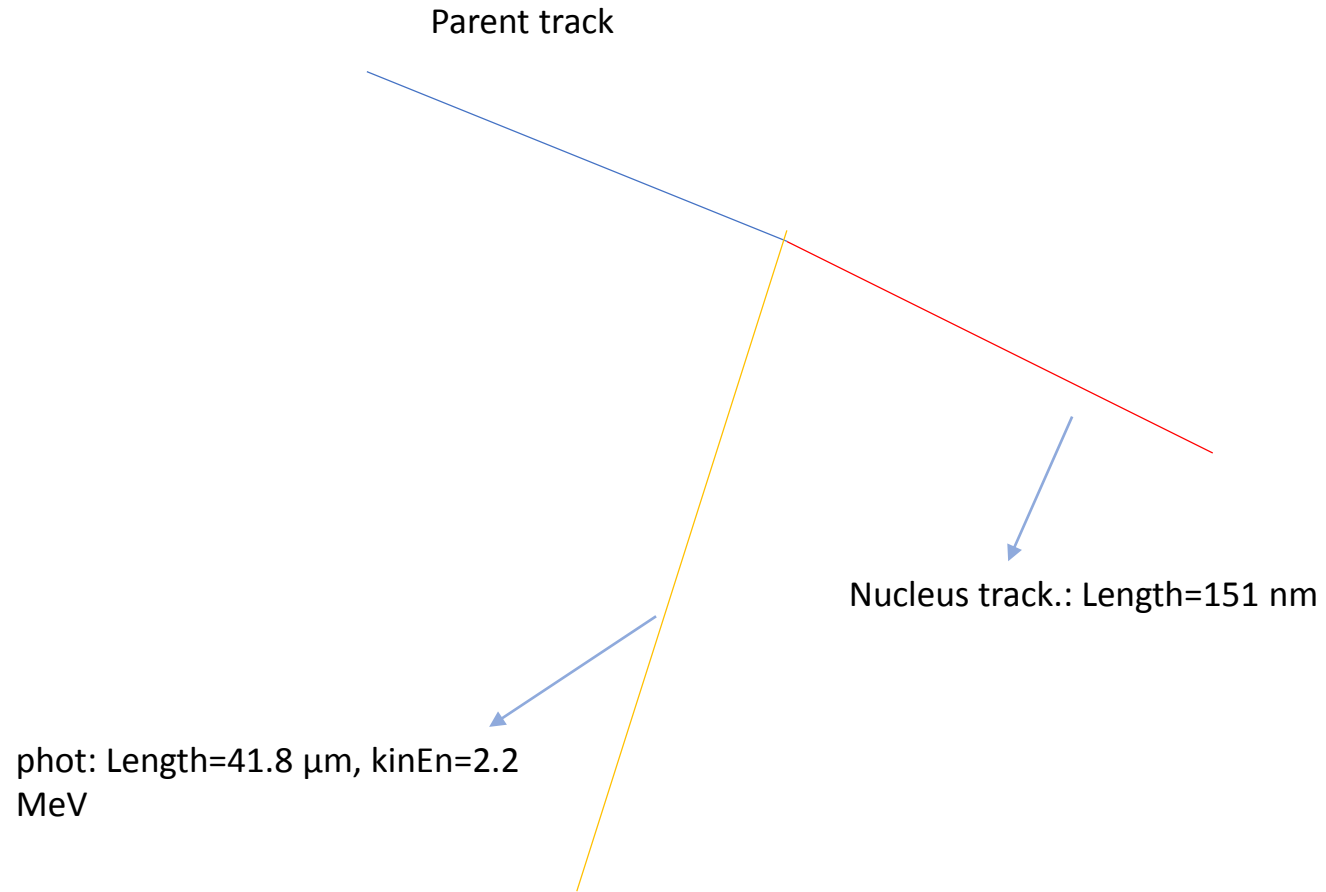 Parent track
Nucleus track.: Length=151 nm
phot: Length=41.8 μm, kinEn=2.2
MeV